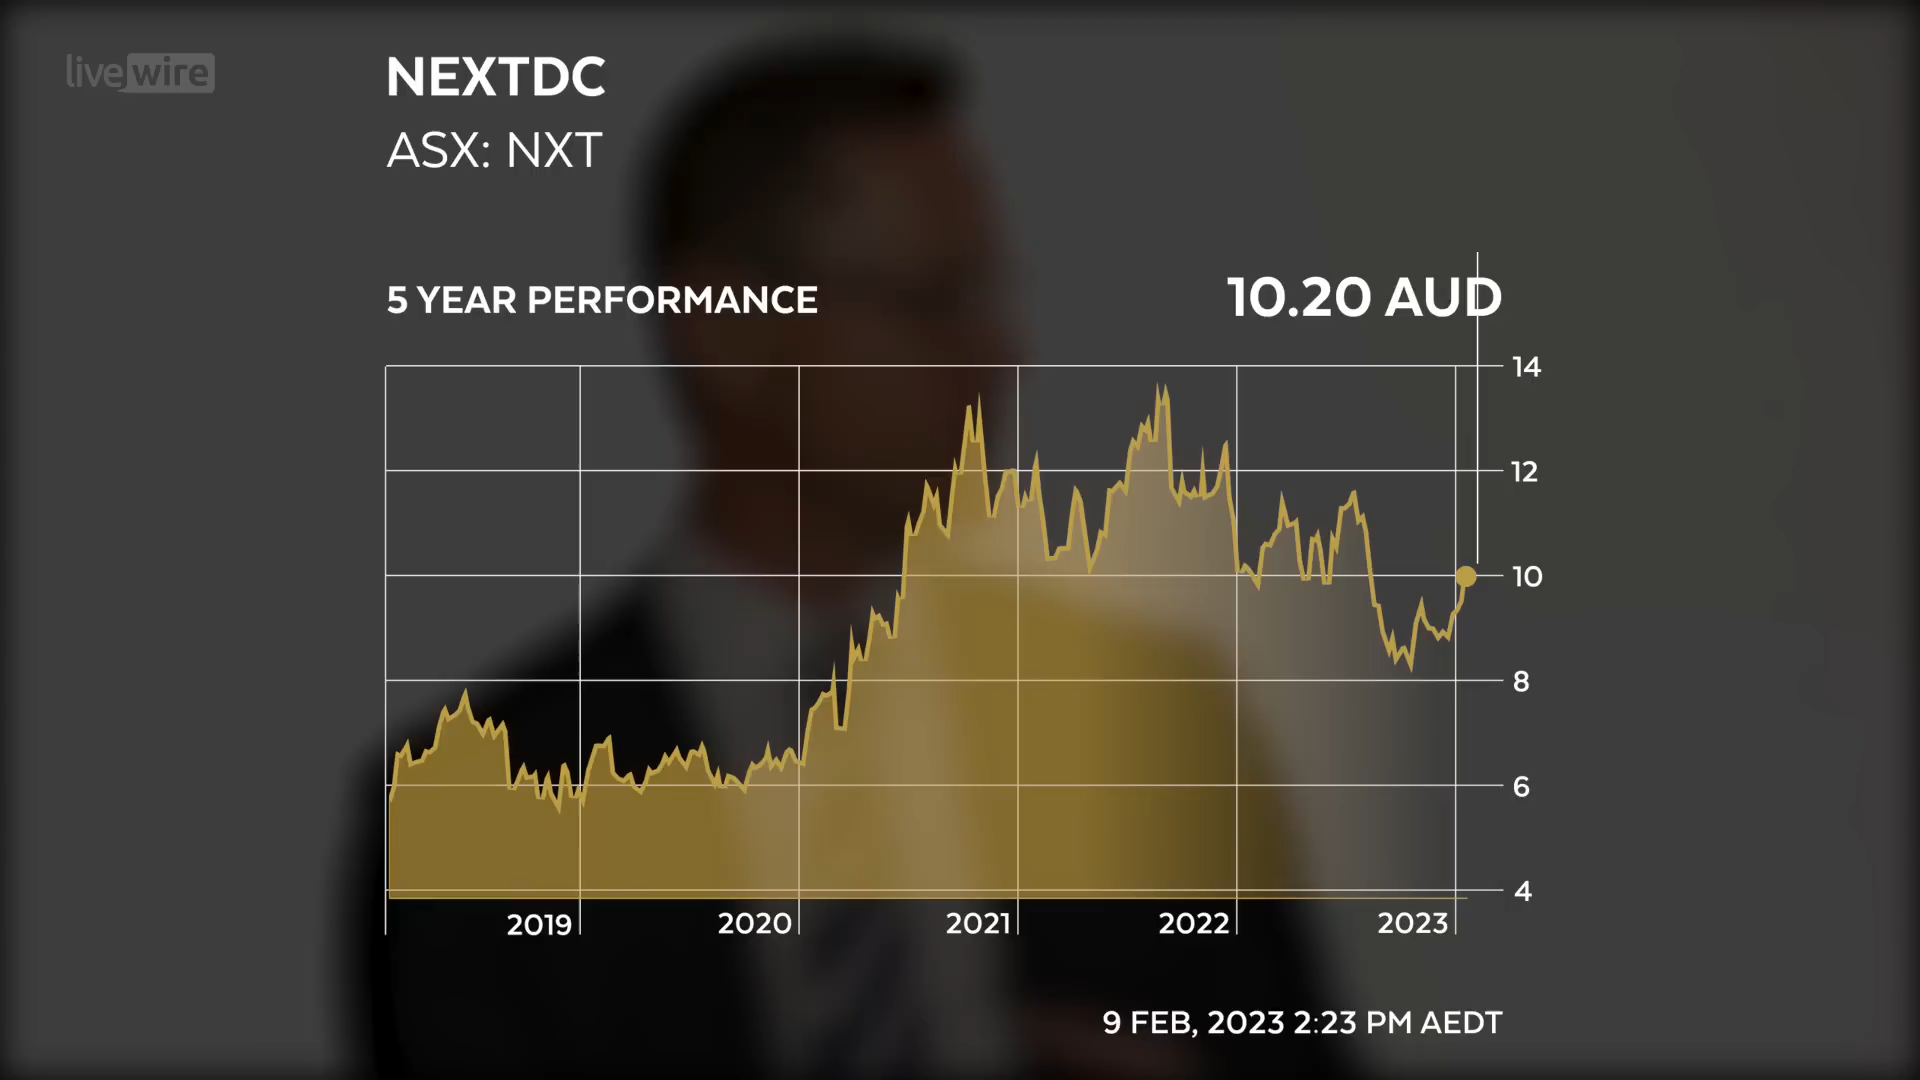 livewire
NEXTDC
ASX: NXT
5 YEAR PERFORMANCE
10.20 AUD
14
12
10
8
6
4
2019
2020
2021
2022
2023
9 FEB, 2023 2:23 PM AEDT